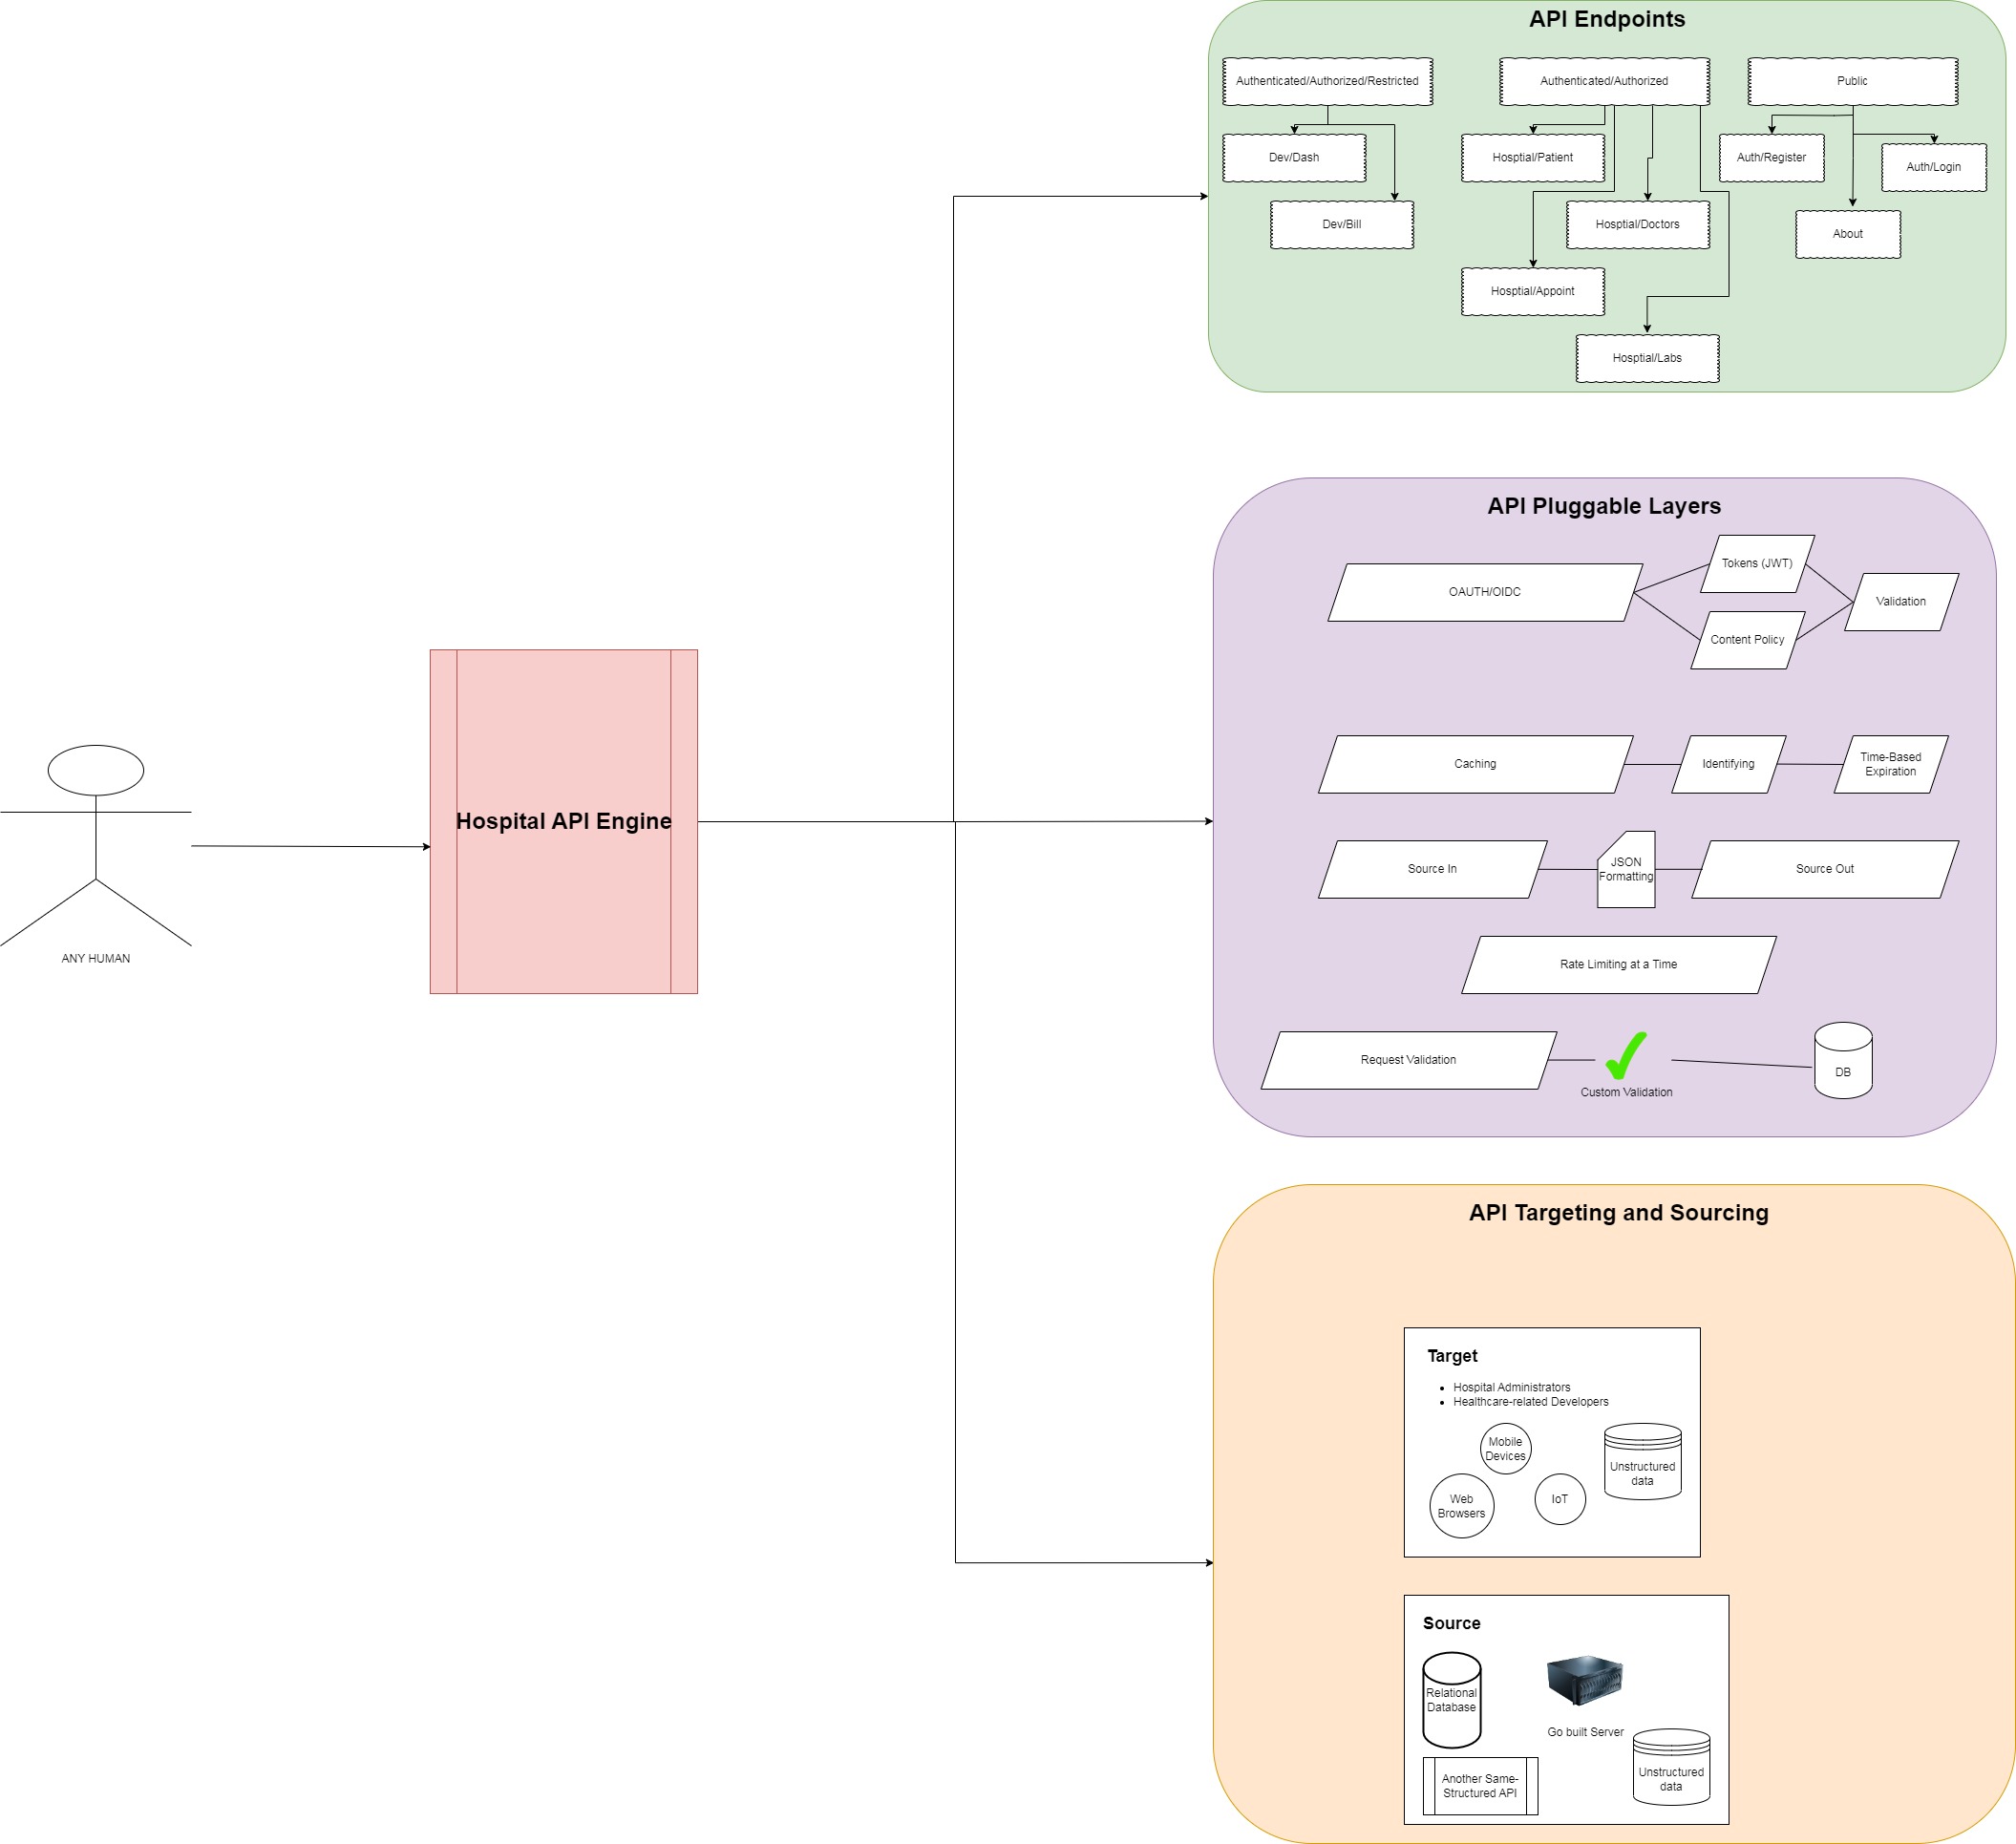 API Endpoints
Authenticated/Authorized/Restricted
Authenticated/Authorized
Public
Dev/Dash
Hosptial/Patient
Auth/Register
Auth/Login
Dev/Bill
Hosptial/Doctors
About
Hosptial/Appoint
Hosptial/Labs
API Pluggable Layers
OAUTH/OIDC
Tokens (JWT)
Content Policy
Validation
Caching
Identifying
Time-Based
Expiration
Source In
JSON
Formatting
Source Out
Rate Limiting at a Time
Request Validation
Custom Validation
DB
Hospital API Engine
ANY HUMAN
API Targeting and Sourcing
Target
Hospital Administrators
Healthcare-related Developers
Mobile
Devices
Web
Browsers
IoT
Unstructured
data
Source
Relational
Database
Go built Server
Another Same-
Structured API
Unstructured
data